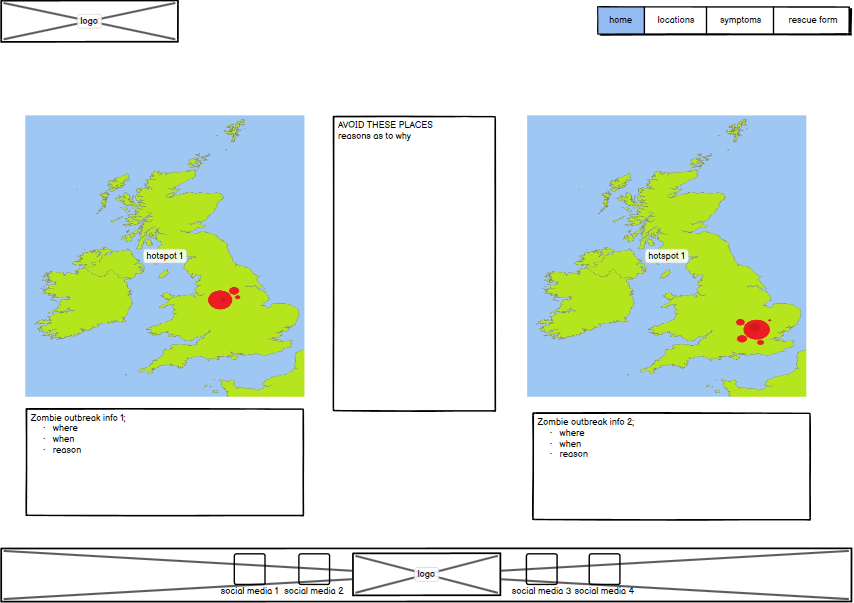 logo
home
locations
symptoms
rescue form
hotspot 1
AVOID THESE PLACES
reasons as to why
hotspot 1
Zombie outbreak info 1;
· where
· when
· reason
Zombie outbreak info 2;
· where
· when
· reason
social media 1
social media 2
logo
social media 3
social media 4